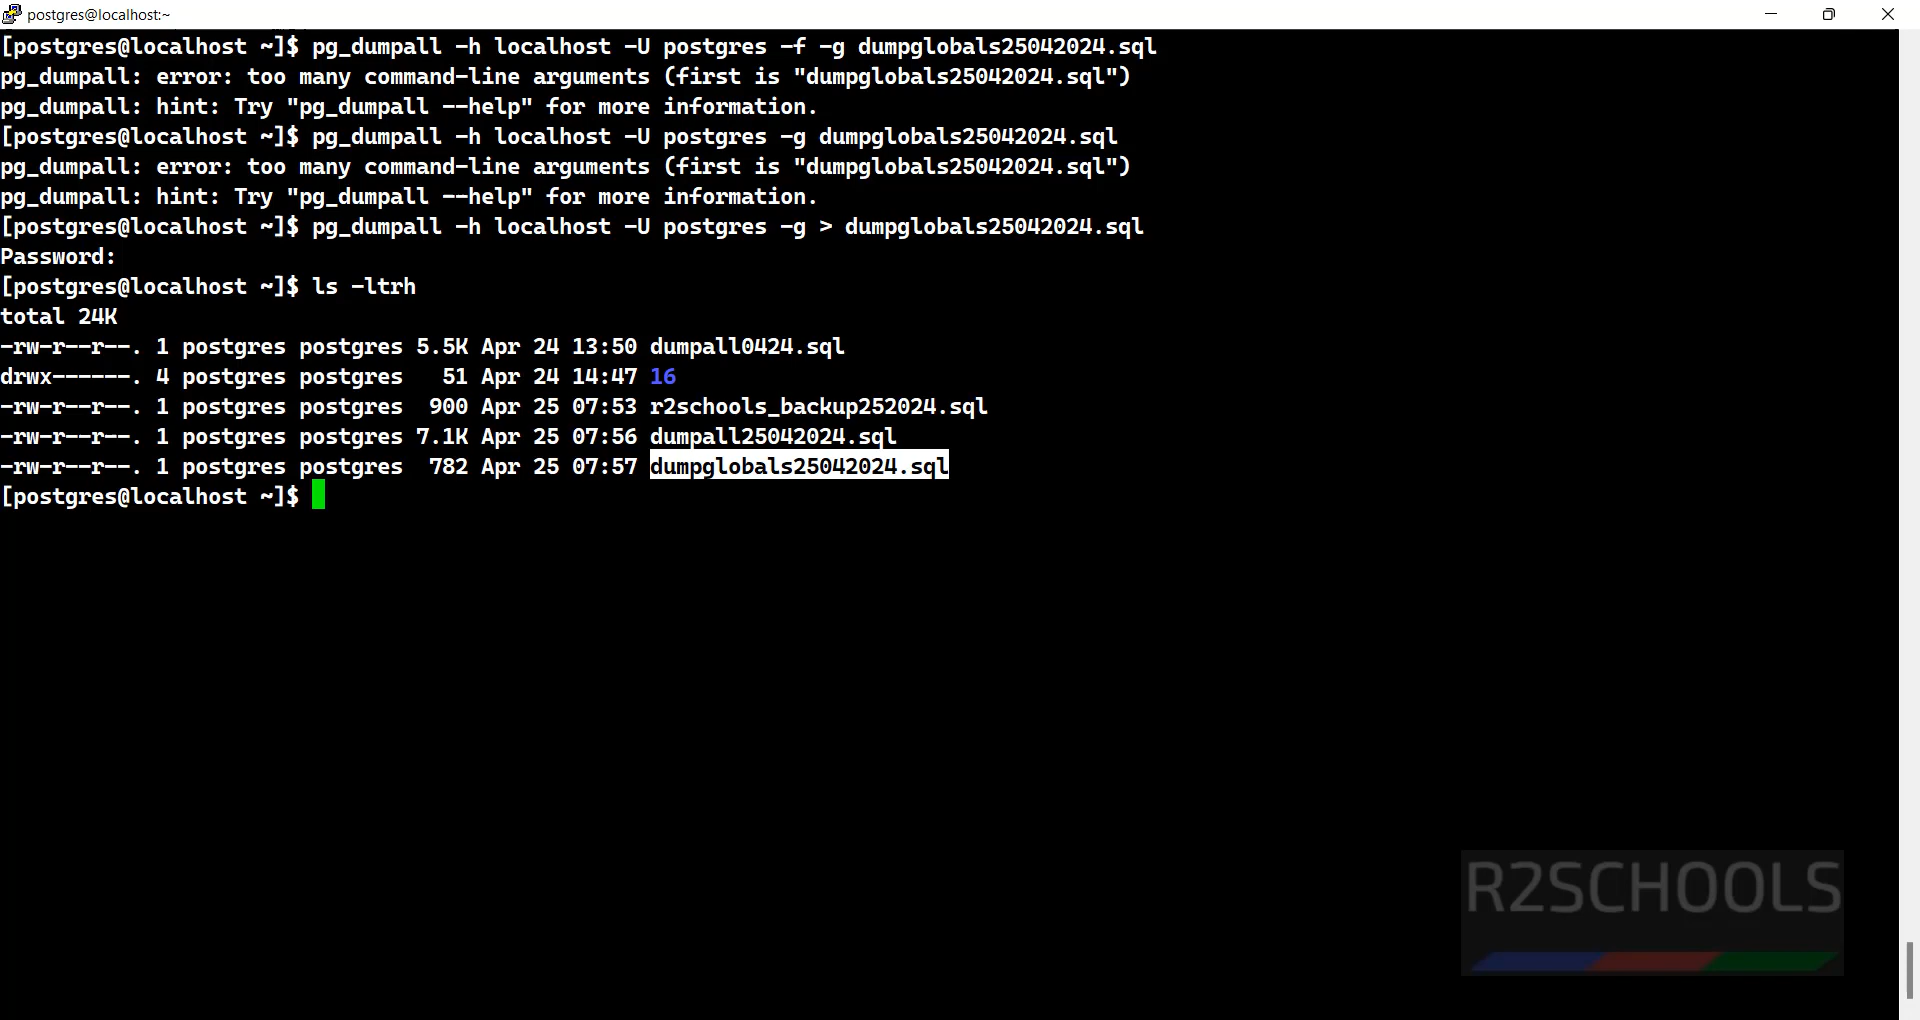 postgres@localhost:~
[postgres@localhost ~]$ pg_dumpall -h localhost -U postgres -f -g dumpglobals25042024.sql
pg_dumpall: error: too many command-line arguments (first is "dumpglobals25042024.sql")
pg_dumpall: hint: Try "pg_dumpall --help" for more information.
[postgres@localhost ~]$ pg_dumpall -h localhost -U postgres -g dumpglobals25042024.sql
pg_dumpall: error: too many command-line arguments (first is "dumpglobals25042024.sql")
pg_dumpall: hint: Try "pg_dumpall --help" for more information.
[postgres@localhost ~]$ pg_dumpall -h localhost -U postgres -g > dumpglobals25042024.sql
Password:
[postgres@localhost ~]$ ls -ltrh
total 24K
-rw-r--r--. 1 postgres postgres 5.5K Apr 24 13:50 dumpall0424.sql
drwx------. 4 postgres postgres   51 Apr 24 14:47 16
-rw-r--r--. 1 postgres postgres  900 Apr 25 07:53 r2schools_backup252024.sql
-rw-r--r--. 1 postgres postgres 7.1K Apr 25 07:56 dumpall25042024.sql
-rw-r--r--. 1 postgres postgres  782 Apr 25 07:57 dumpglobals25042024.sql
[postgres@localhost ~]$
R2SCHOOLS